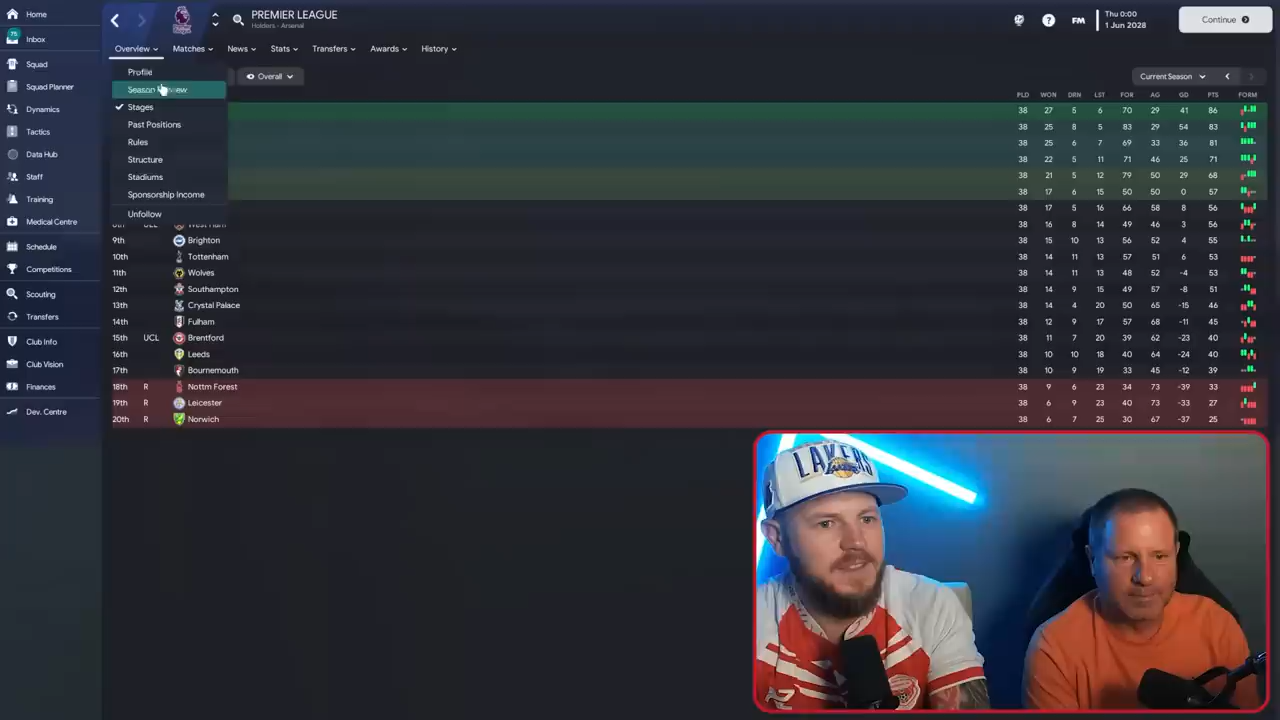 Home
75
Inbox
Squad
Squad Planner
Dynamics
Tactics
Data Hub
Staff
Training
Medical Centre
Schedule
Competitions
Scouting
Transfers
Club Info
Club Vision
Finances
Dev. Centre
PREMIER LEAGUE
Holders - Arsenal
? FM
Thu 0:00
1 Jun 2028
Continue
Overview Matches News Stats Transfers Awards History
Profile
Season Review
Stages
Past Positions
Rules
Structure
Stadiums
Sponsorship Income
Unfollow
Overall
Current Season
PLD WON DRN LST FOR AG GD PTS FORM
38 27 5 6 70 29 41 86
38 25 8 5 83 29 54 83
38 25 6 7 69 33 36 81
38 22 5 11 71 46 25 71
38 21 5 12 79 50 29 68
38 17 6 15 50 50 0 57
38 17 5 16 66 58 8 56
West Ham 38 16 8 14 49 46 3 56
9th Brighton 38 15 10 13 56 52 4 55
10th Tottenham 38 14 11 13 57 51 6 53
11th Wolves 38 14 11 13 48 52 -4 53
12th Southampton 38 14 9 15 49 57 -8 51
13th Crystal Palace 38 14 4 20 50 65 -15 46
14th Fulham 38 12 9 17 57 68 -11 45
15th UCL Brentford 38 11 7 20 39 62 -23 40
16th Leeds 38 10 10 18 40 64 -24 40
17th Bournemouth 38 10 9 19 33 45 -12 39
18th R Nottm Forest 38 9 6 23 34 73 -39 33
19th R Leicester 38 6 9 23 40 73 -33 27
20th R Norwich 38 6 7 25 30 67 -37 25
LAKERS